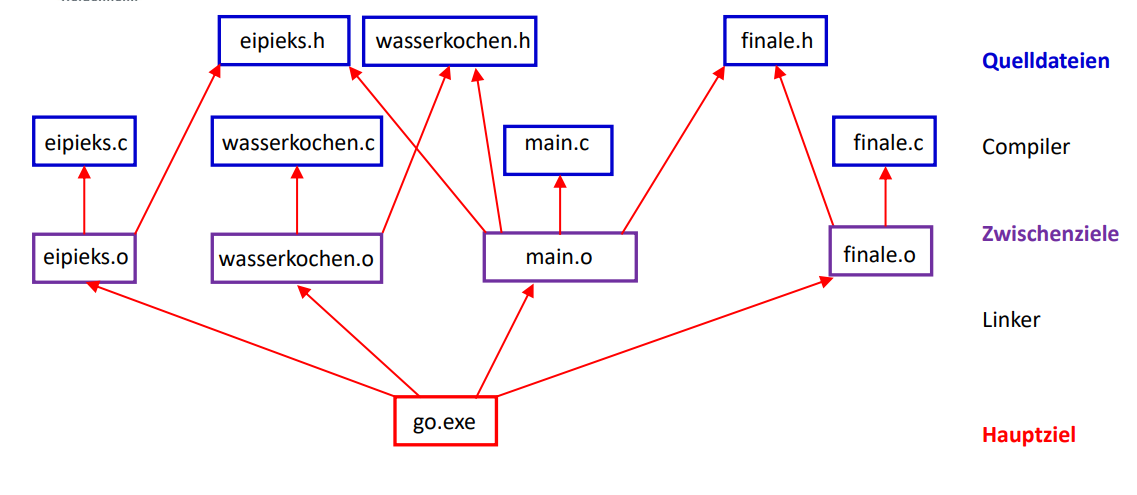 eipieks.h
wasserkochen.h
finale.h
Quelldateien
eipieks.c
wasserkochen.c
main.c
finale.c
Compiler
Zwischenziele
eipieks.o
wasserkochen.o
main.o
finale.o
Linker
go.exe
Hauptziel